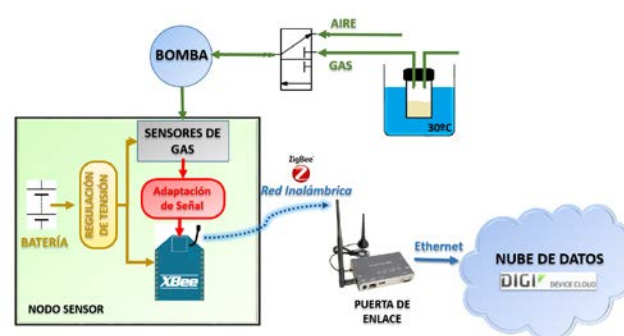 AIRE
BOMBA
GAS
30ºC
SENSORES DE
GAS
ZigBee
Red Inalámbrica
Adaptación
de Señal
REGULACIÓN
DE TENSIÓN
BATERÍA
XBee
NODO SENSOR
Ethernet
PUERTA DE
ENLACE
NUBE DE DATOS
DIGI DEVICE CLOUD